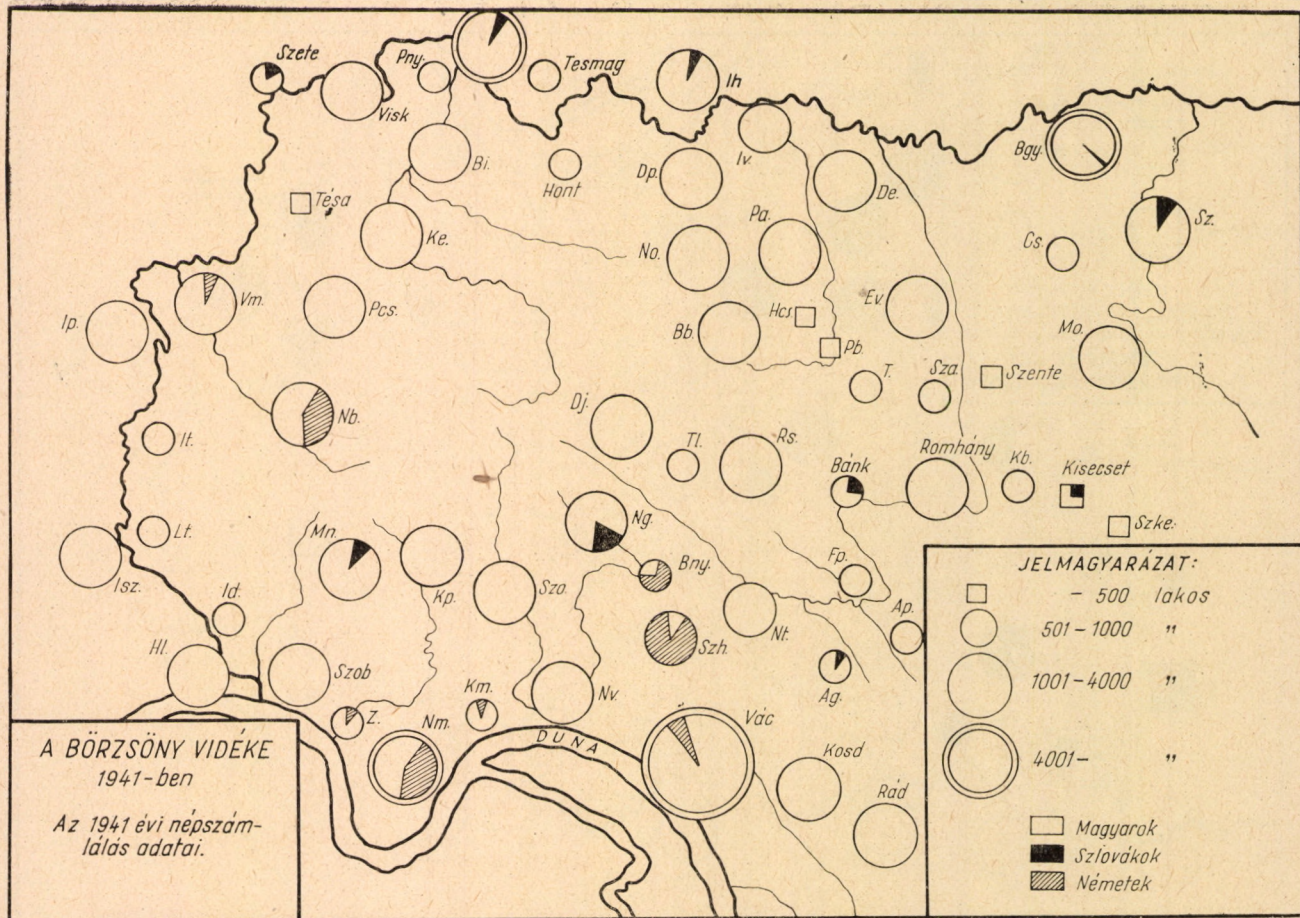 Szete
Pny.
Tesmag
Ih
Visk
Bi.
Hont
Dp.
Iv.
De.
Bgy.
Tésa
Ke.
No.
Pa.
Cs.
Sz.
Ip.
Vm.
Pcs.
Bb.
Hcs.
Pb.
Ev.
Mo.
Nb.
T.
Sza.
Szente
It.
Dj.
Tl.
Rs.
Bánk
Romhány
Kb.
Kisecset
Szke.
Lt.
Mn.
Ng.
Isz.
Id.
Kp.
Szo.
Bny.
Fp.
Szh.
Nt.
Ap.
Hl.
Szob
Ag.
Z.
Nm.
Km.
Nv.
DUNA
Vác
Kosd
Rád
A BÖRZSÖNY VIDÉKE
1941-ben
Az 1941 évi népszám-
lálás adatai.
JELMAGYARÁZAT:
- 500 lakos
501-1000 "
1001-4000 "
4001- "
Magyarok
Szlovákok
Németek